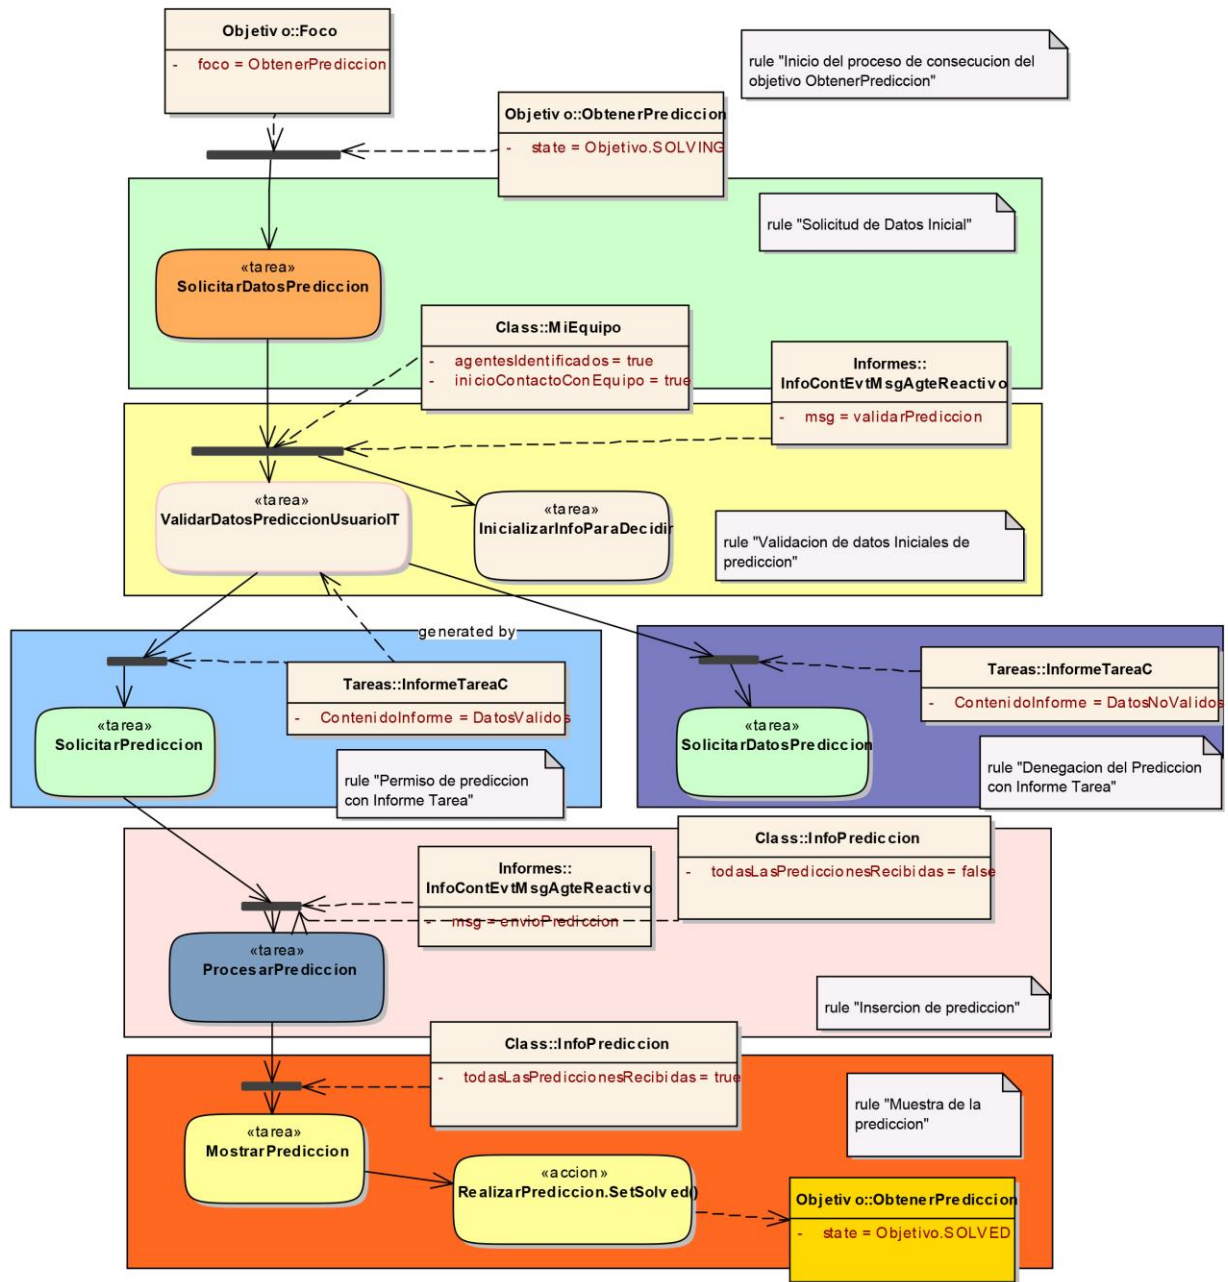 Objetivo::Foco
- foco = ObtenerPrediccion
rule "Inicio del proceso de consecucion del
objetivo ObtenerPrediccion"
Objetivo::ObtenerPrediccion
- state = Objetivo.SOLVING
rule "Solicitud de Datos Inicial"
«tarea»
SolicitarDatosPrediccion
Class::MiEquipo
- agentesIdentificados = true
- inicioContactoConEquipo = true
Informes::
InfoContEvtMsgAgteReactivo
- msg = validarPrediccion
«tarea»
ValidarDatosPrediccionUsuarioIT
«tarea»
InicializarInfoParaDecidir
rule "Validacion de datos Iniciales de
prediccion"
generated by
Tareas::InformeTareaC
- ContenidoInforme = DatosValidos
Tareas::InformeTareaC
- ContenidoInforme = DatosNoValidos
«tarea»
SolicitarPrediccion
«tarea»
SolicitarDatosPrediccion
rule "Permiso de prediccion
con Informe Tarea"
rule "Denegacion del Prediccion
con Informe Tarea"
Class::InfoPrediccion
- todasLasPrediccionesRecibidas = false
Informes::
InfoContEvtMsgAgteReactivo
- msg = envioPrediccion
«tarea»
ProcesarPrediccion
rule "Insercion de prediccion"
Class::InfoPrediccion
- todasLasPrediccionesRecibidas = true
rule "Muestra de la
prediccion"
«tarea»
MostrarPrediccion
«accion»
RealizarPrediccion.SetSolved()
Objetivo::ObtenerPrediccion
- state = Objetivo.SOLVED